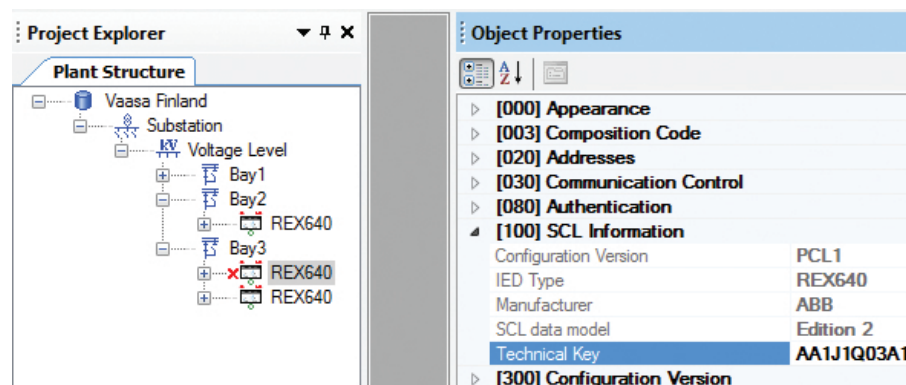 Project Explorer
Plant Structure
Vaasa Finland
Substation
Voltage Level
Bay1
Bay2
REX640
Bay3
REX640
REX640
Object Properties
[000] Appearance
[003] Composition Code
[020] Addresses
[030] Communication Control
[080] Authentication
[100] SCL Information
Configuration Version PCL1
IED Type REX640
Manufacturer ABB
SCL data model Edition 2
Technical Key AA1J1Q03A1
[300] Configuration Version